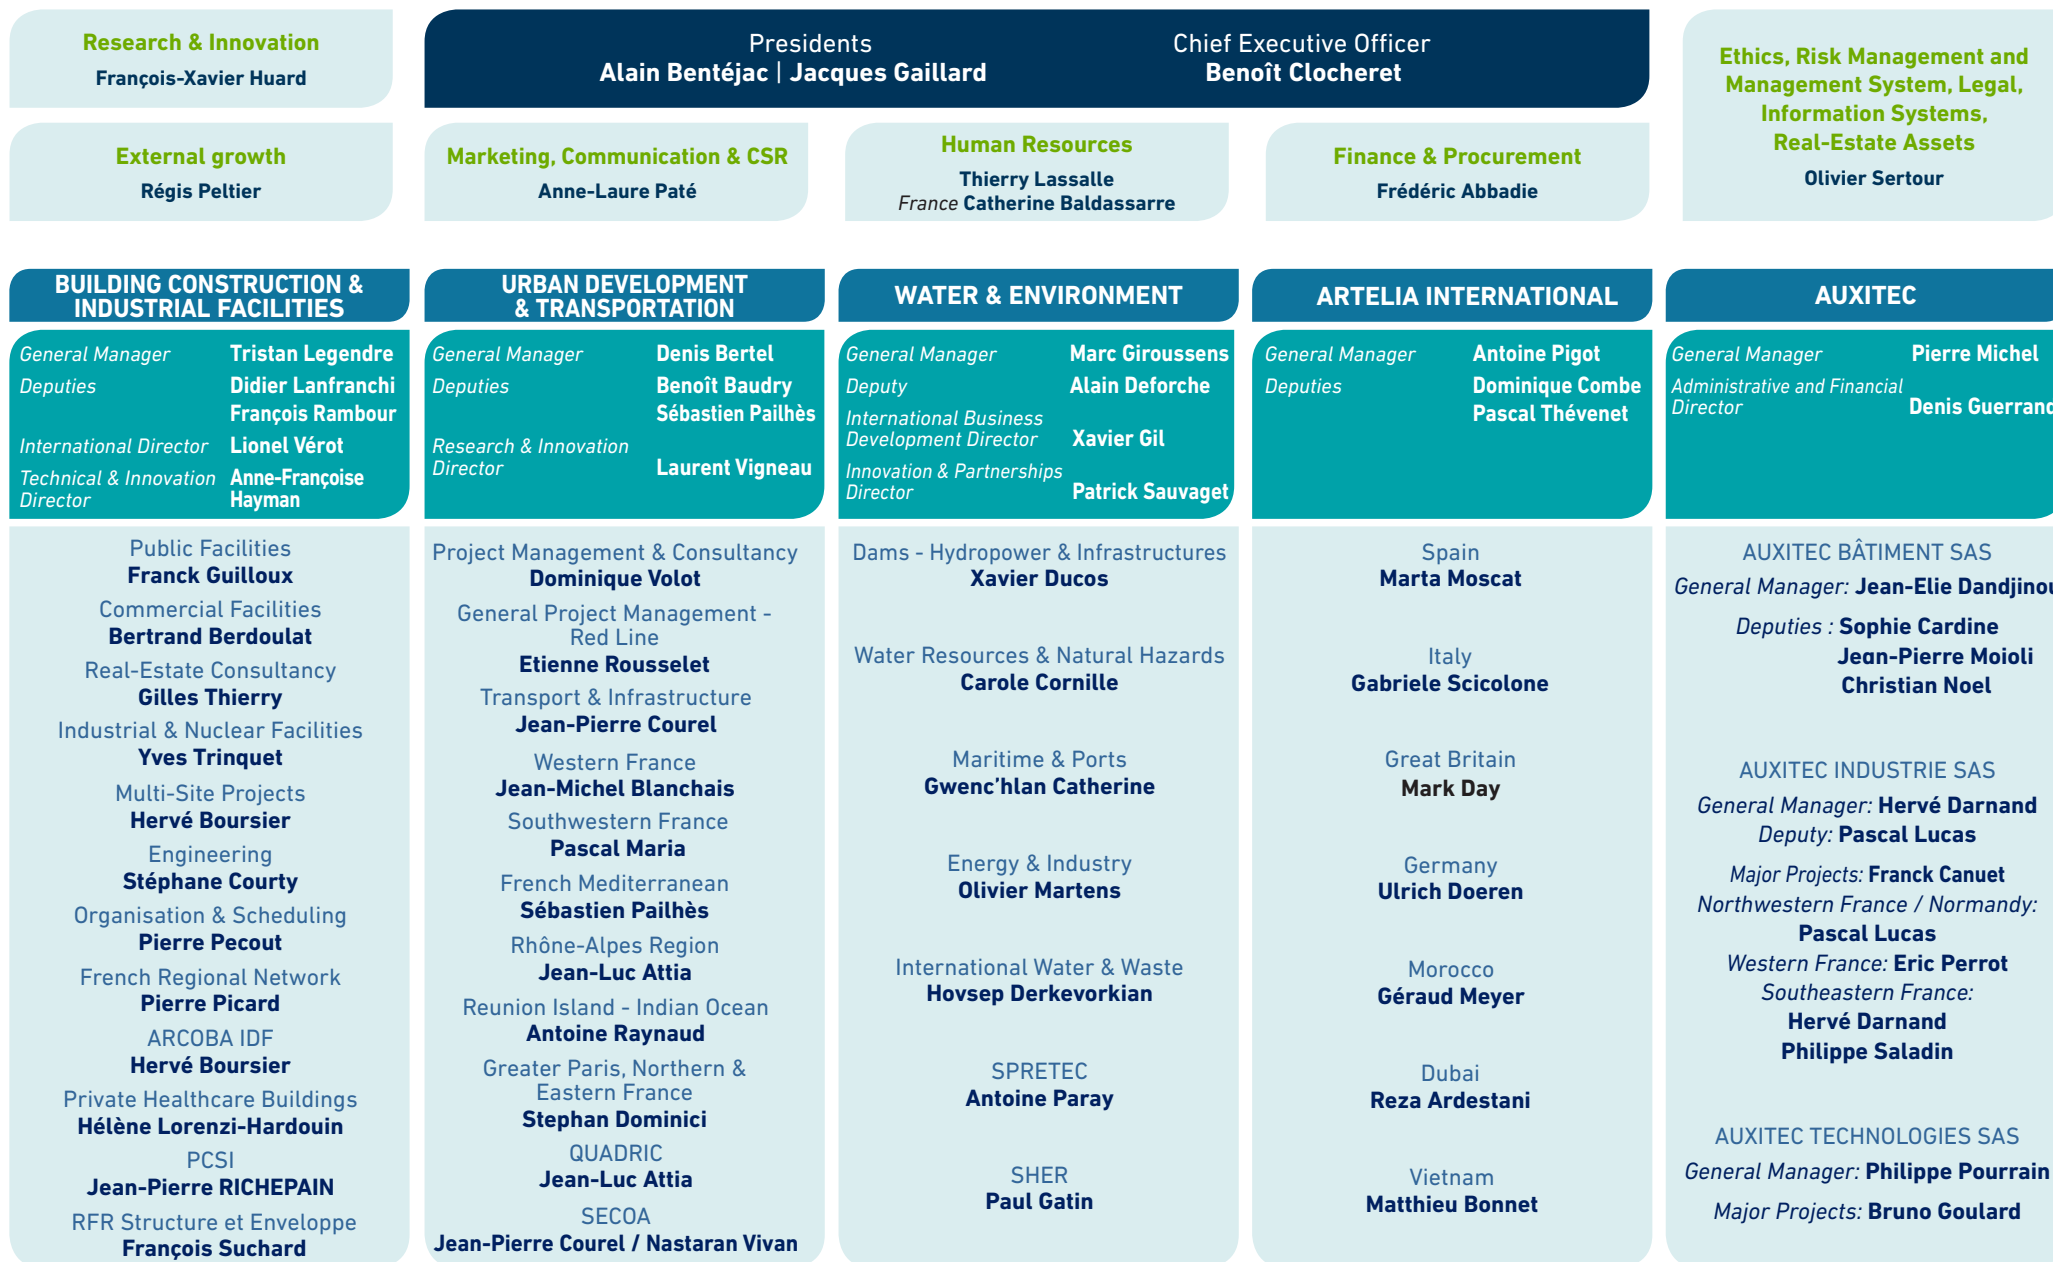 Research & Innovation
François-Xavier Huard
Presidents
Alain Bentéjac | Jacques Gaillard
Chief Executive Officer
Benoît Clocheret
Ethics, Risk Management and
Management System, Legal,
Information Systems,
Real-Estate Assets
Olivier Sertour
External growth
Régis Peltier
Marketing, Communication & CSR
Anne-Laure Paté
Human Resources
Thierry Lassalle
France Catherine Baldassarre
Finance & Procurement
Frédéric Abbadie
BUILDING CONSTRUCTION &
INDUSTRIAL FACILITIES
General Manager Tristan Legendre
Deputies Didier Lanfranchi
François Rambour
International Director Lionel Vérot
Technical & Innovation Anne-Françoise
Director Hayman
Public Facilities
Franck Guilloux
Commercial Facilities
Bertrand Berdoulat
Real-Estate Consultancy
Gilles Thierry
Industrial & Nuclear Facilities
Yves Trinquet
Multi-Site Projects
Hervé Boursier
Engineering
Stéphane Courty
Organisation & Scheduling
Pierre Pecout
French Regional Network
Pierre Picard
ARCOBA IDF
Hervé Boursier
Private Healthcare Buildings
Hélène Lorenzi-Hardouin
PCSI
Jean-Pierre RICHEPAIN
RFR Structure et Enveloppe
François Suchard
URBAN DEVELOPMENT
& TRANSPORTATION
General Manager Denis Bertel
Deputies Benoît Baudry
Sébastien Pailhès
Research & Innovation
Director Laurent Vigneau
Project Management & Consultancy
Dominique Volot
General Project Management -
Red Line
Etienne Rousselet
Transport & Infrastructure
Jean-Pierre Courel
Western France
Jean-Michel Blanchais
Southwestern France
Pascal Maria
French Mediterranean
Sébastien Pailhès
Rhône-Alpes Region
Jean-Luc Attia
Reunion Island - Indian Ocean
Antoine Raynaud
Greater Paris, Northern &
Eastern France
Stephan Dominici
QUADRIC
Jean-Luc Attia
SECOA
Jean-Pierre Courel / Nastaran Vivan
WATER & ENVIRONMENT
General Manager Marc Giroussens
Deputy Alain Deforche
International Business
Development Director Xavier Gil
Innovation & Partnerships
Director Patrick Sauvaget
Dams - Hydropower & Infrastructures
Xavier Ducos
Water Resources & Natural Hazards
Carole Cornille
Maritime & Ports
Gwenc’hlan Catherine
Energy & Industry
Olivier Martens
International Water & Waste
Hovsep Derkevorkian
SPRETEC
Antoine Paray
SHER
Paul Gatin
ARTELIA INTERNATIONAL
General Manager Antoine Pigot
Deputies Dominique Combe
Pascal Thévenet
Spain
Marta Moscat
Italy
Gabriele Scicolone
Great Britain
Mark Day
Germany
Ulrich Doeren
Morocco
Géraud Meyer
Dubai
Reza Ardestani
Vietnam
Matthieu Bonnet
AUXITEC
General Manager Pierre Michel
Administrative and Financial
Director Denis Guerrand
AUXITEC BÂTIMENT SAS
General Manager: Jean-Elie Dandjinou
Deputies : Sophie Cardine
Jean-Pierre Moioli
Christian Noel
AUXITEC INDUSTRIE SAS
General Manager: Hervé Darnand
Deputy: Pascal Lucas
Major Projects: Franck Canuet
Northwestern France / Normandy:
Pascal Lucas
Western France: Eric Perrot
Southeastern France:
Hervé Darnand
Philippe Saladin
AUXITEC TECHNOLOGIES SAS
General Manager: Philippe Pourrain
Major Projects: Bruno Goulard